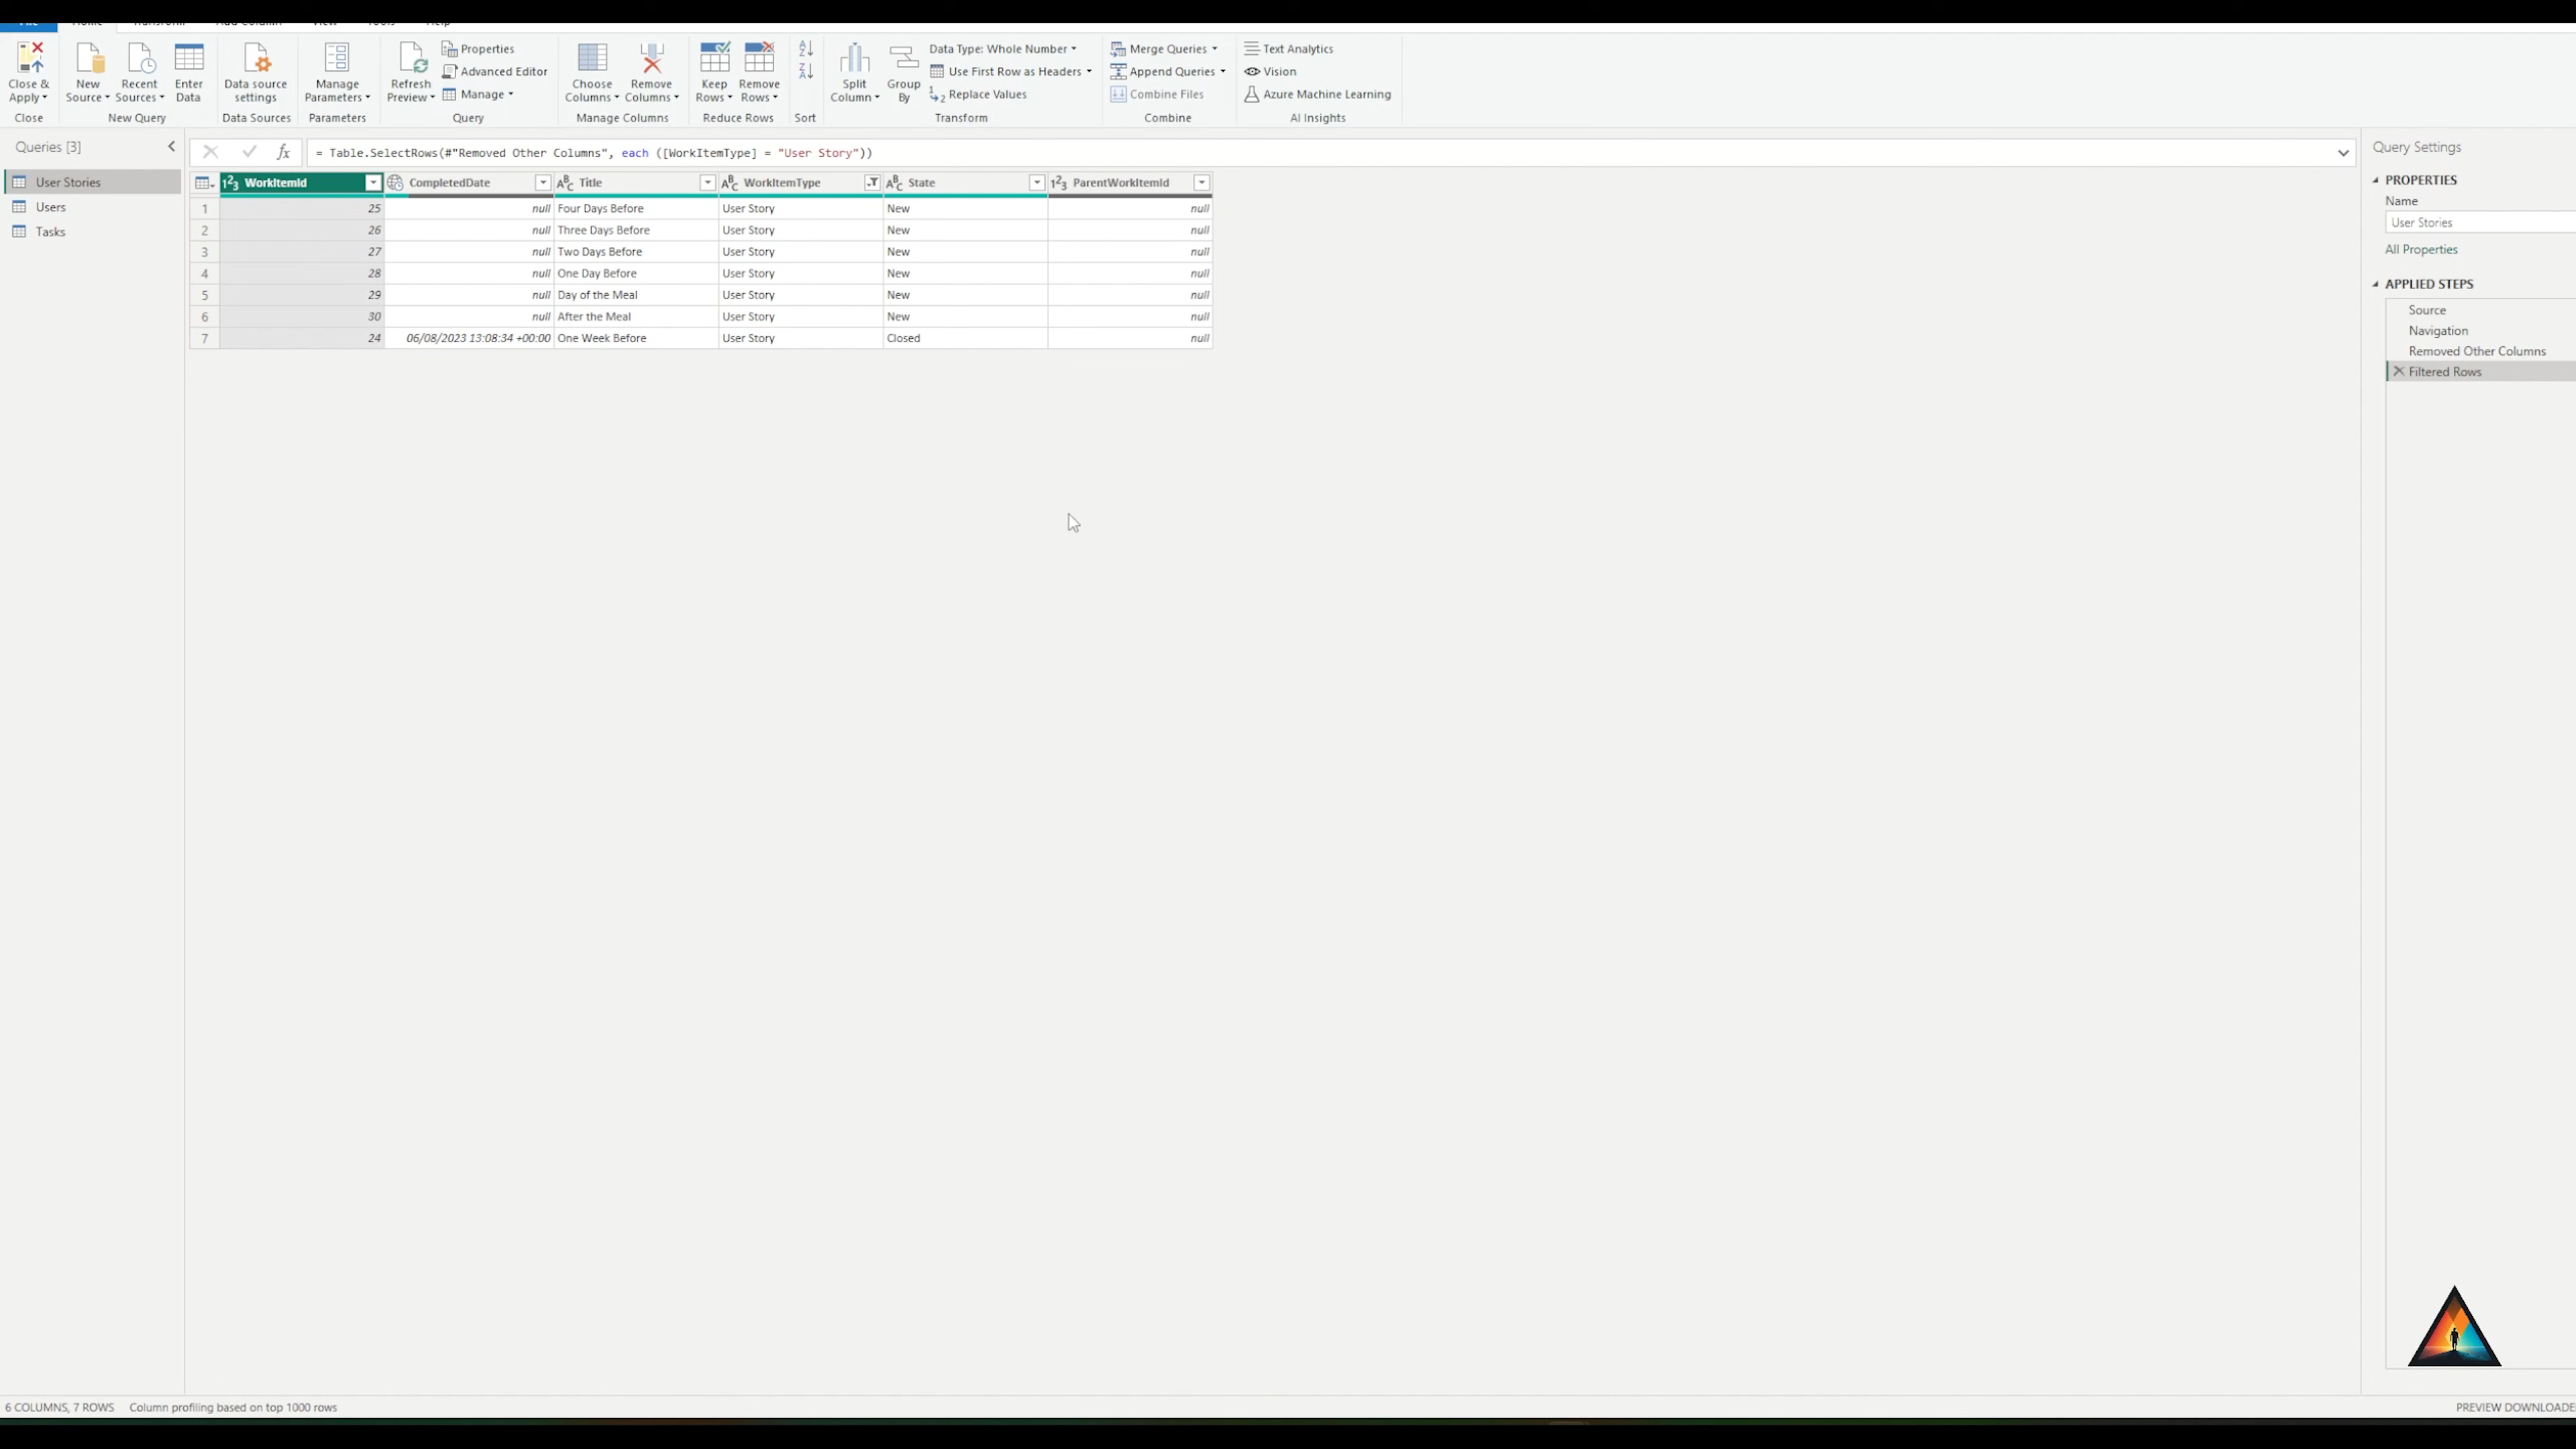 File Home Transform Add Column View Tools Help
Close & Apply
New Source
Recent Sources
Enter Data
Data source settings
Manage Parameters
Refresh Preview
Properties
Advanced Editor
Manage
Choose Columns
Remove Columns
Keep Rows
Remove Rows
Split Column
Group By
Data Type: Whole Number
Use First Row as Headers
Replace Values
Merge Queries
Append Queries
Combine Files
Text Analytics
Vision
Azure Machine Learning
Close New Query Data Sources Parameters Query Manage Columns Reduce Rows Sort Transform Combine AI Insights
Queries [3]
User Stories
Users
Tasks
= Table.SelectRows(#"Removed Other Columns", each ([WorkItemType] = "User Story"))
WorkItemId CompletedDate Title WorkItemType State ParentWorkItemId
1 25 null Four Days Before User Story New null
2 26 null Three Days Before User Story New null
3 27 null Two Days Before User Story New null
4 28 null One Day Before User Story New null
5 29 null Day of the Meal User Story New null
6 30 null After the Meal User Story New null
7 24 06/08/2023 13:08:34 +00:00 One Week Before User Story Closed null
Query Settings
PROPERTIES
Name
User Stories
All Properties
APPLIED STEPS
Source
Navigation
Removed Other Columns
Filtered Rows
6 COLUMNS, 7 ROWS Column profiling based on top 1000 rows
PREVIEW DOWNLOADE